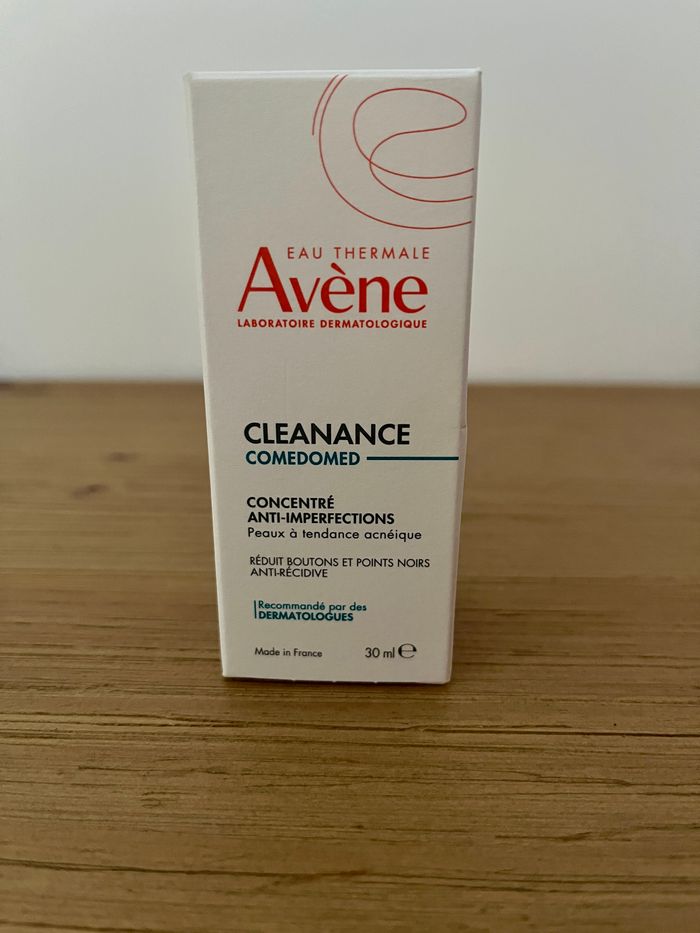 EAU THERMALE
Avène
LABORATOIRE DERMATOLOGIQUE
CLEANANCE
COMEDOMED
CONCENTRÉ
ANTI-IMPERFECTIONS
Peaux à tendance acnéique
RÉDUIT BOUTONS ET POINTS NOIRS
ANTI-RÉCIDIVE
Recommandé par des
DERMATOLOGUES
Made in France 30 ml ℮